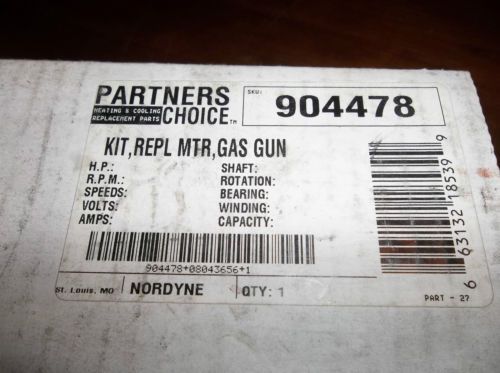 PARTNERS
HEATING & COOLING
REPLACEMENT PARTS
CHOICE™
SKU:
904478
KIT,REPL MTR,GAS GUN
H.P.:
R.P.M.:
SPEEDS:
VOLTS:
AMPS:
SHAFT:
ROTATION:
BEARING:
WINDING:
CAPACITY:
904478+08043656+1
6 63132 18539 9
St. Louis, MO
NORDYNE
QTY: 1
PART - 27